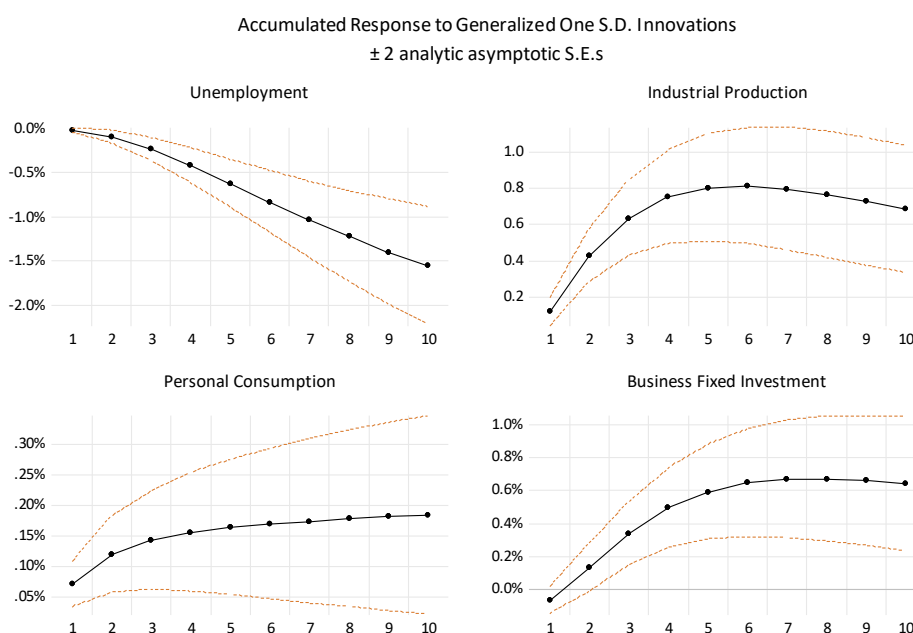 Accumulated Response to Generalized One S.D. Innovations
± 2 analytic asymptotic S.E.s
Unemployment
0.0%
-0.5%
-1.0%
-1.5%
-2.0%
1 2 3 4 5 6 7 8 9 10
Industrial Production
1.0
0.8
0.6
0.4
0.2
1 2 3 4 5 6 7 8 9 10
Personal Consumption
.30%
.25%
.20%
.15%
.10%
.05%
1 2 3 4 5 6 7 8 9 10
Business Fixed Investment
1.0%
0.8%
0.6%
0.4%
0.2%
0.0%
1 2 3 4 5 6 7 8 9 10